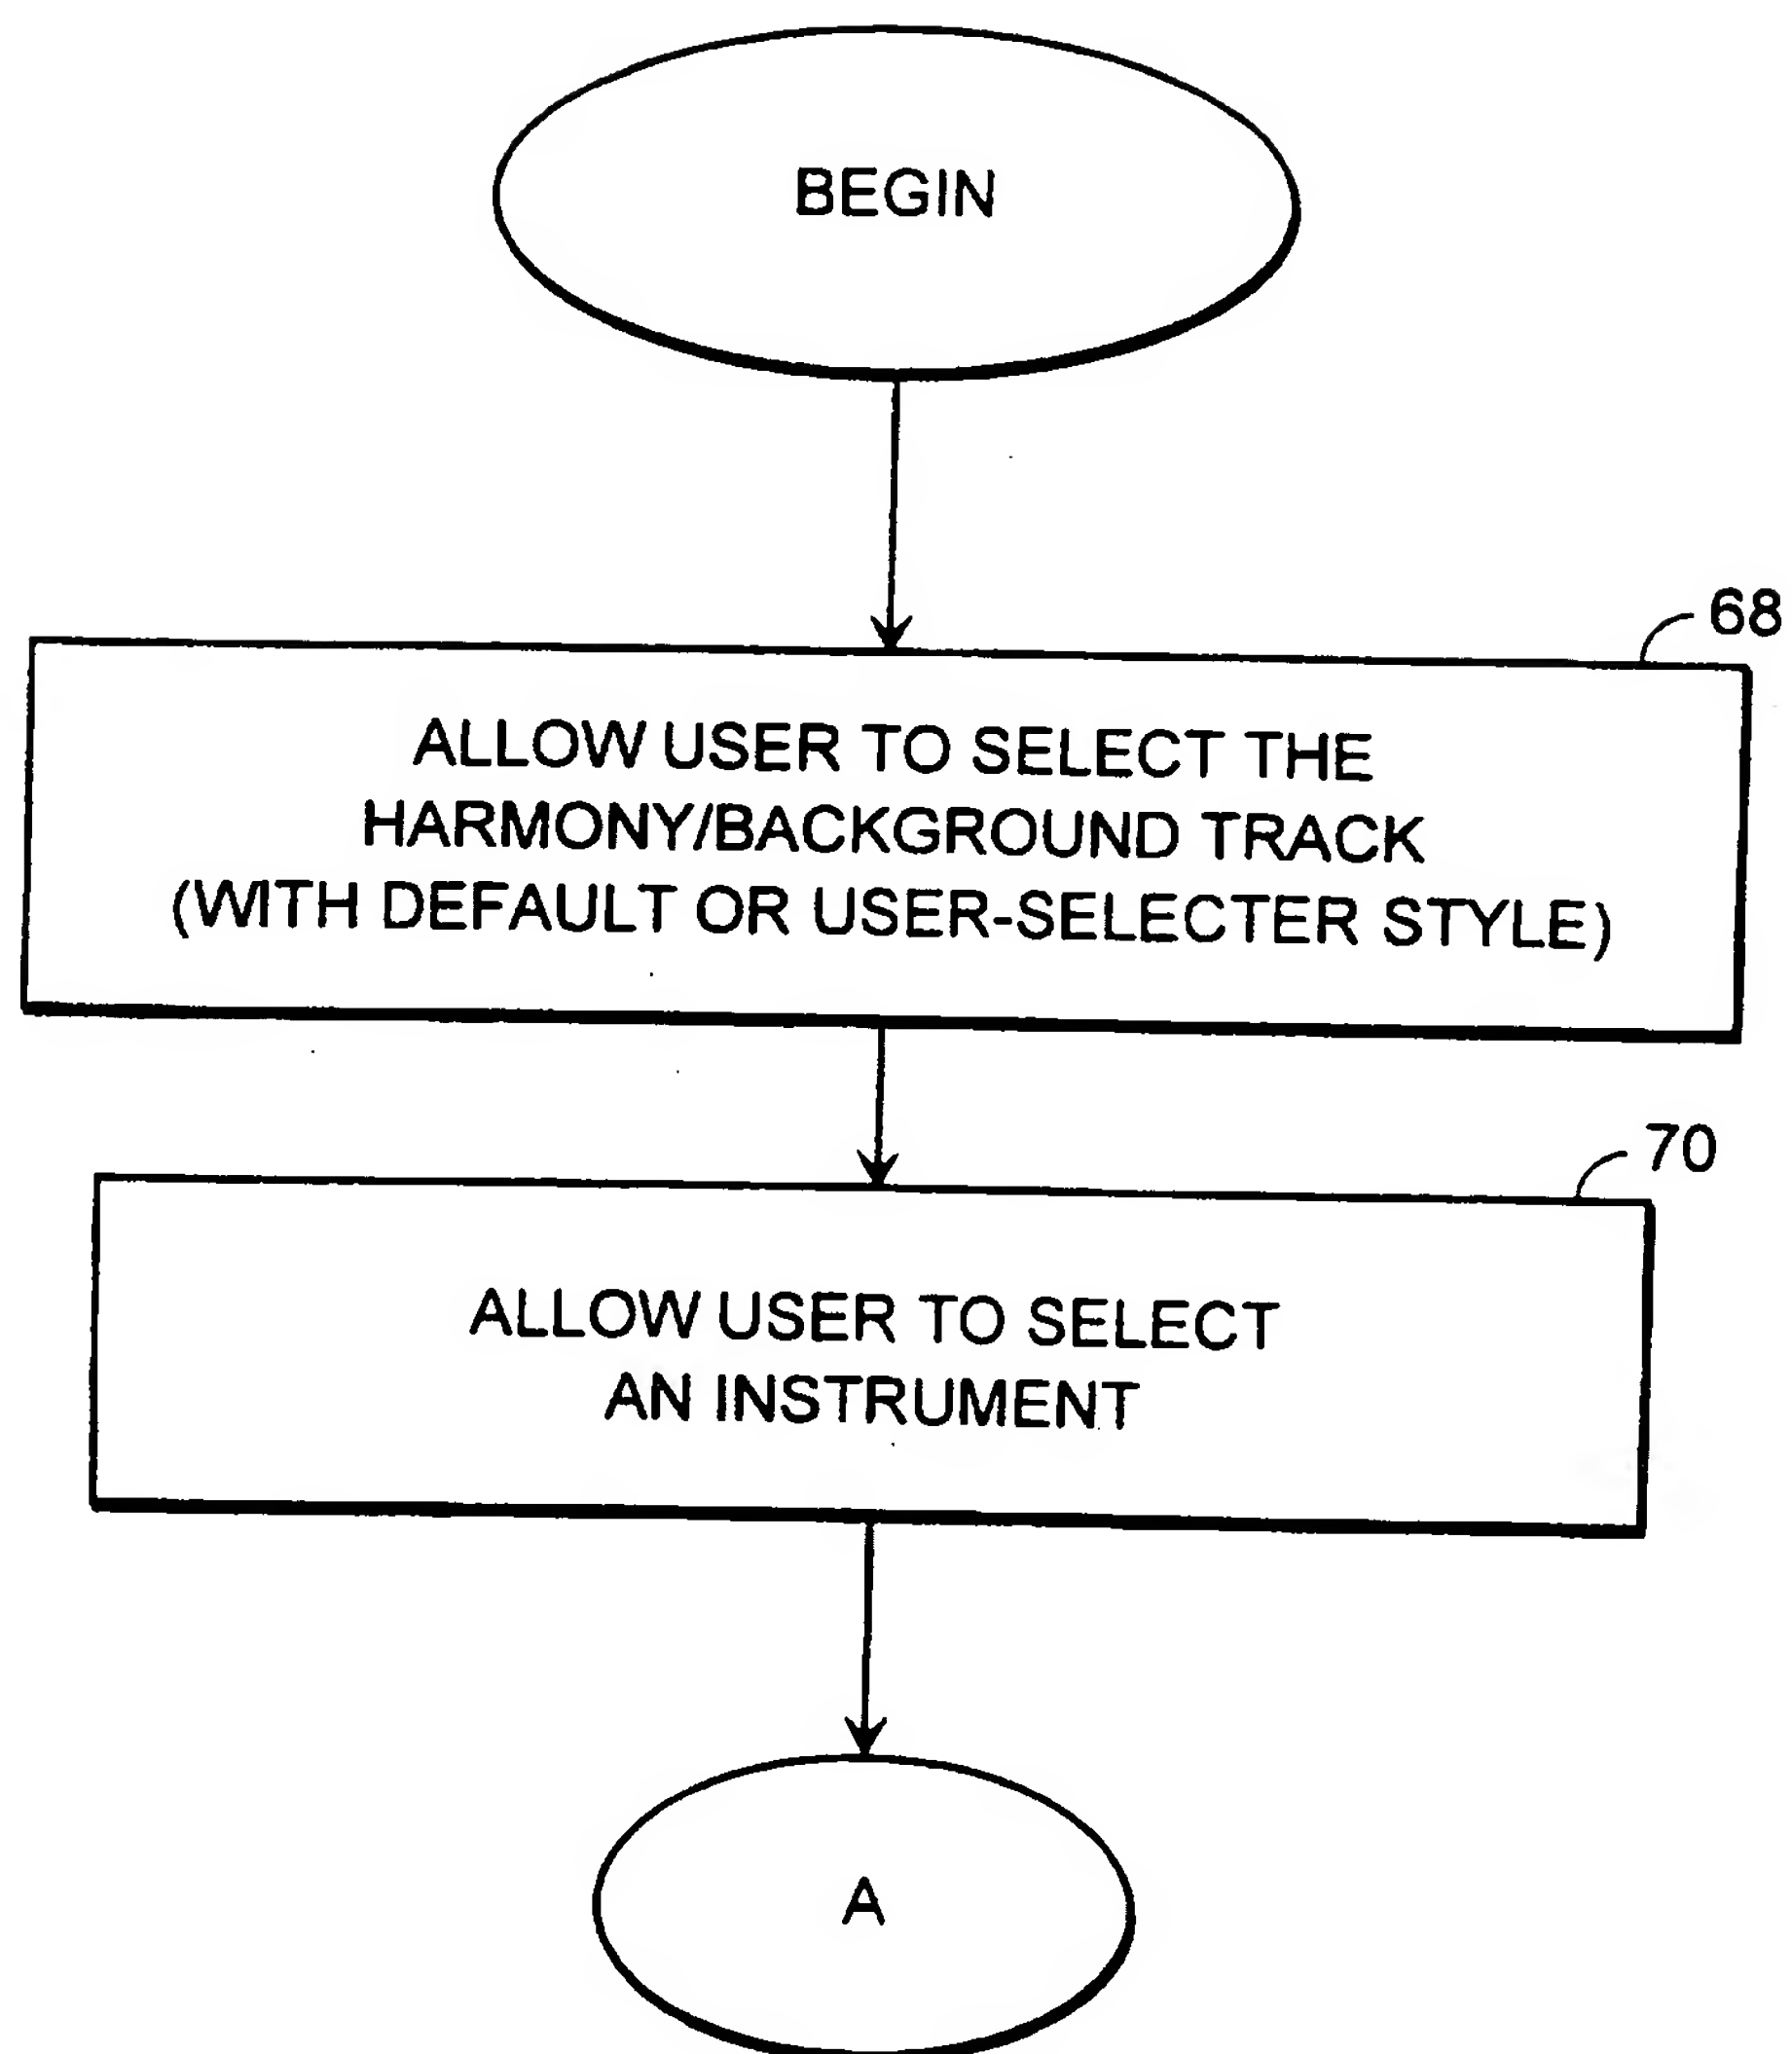 BEGIN
68
ALLOW USER TO SELECT THE
HARMONY/BACKGROUND TRACK
(WITH DEFAULT OR USER-SELECTER STYLE)
70
ALLOW USER TO SELECT
AN INSTRUMENT
A